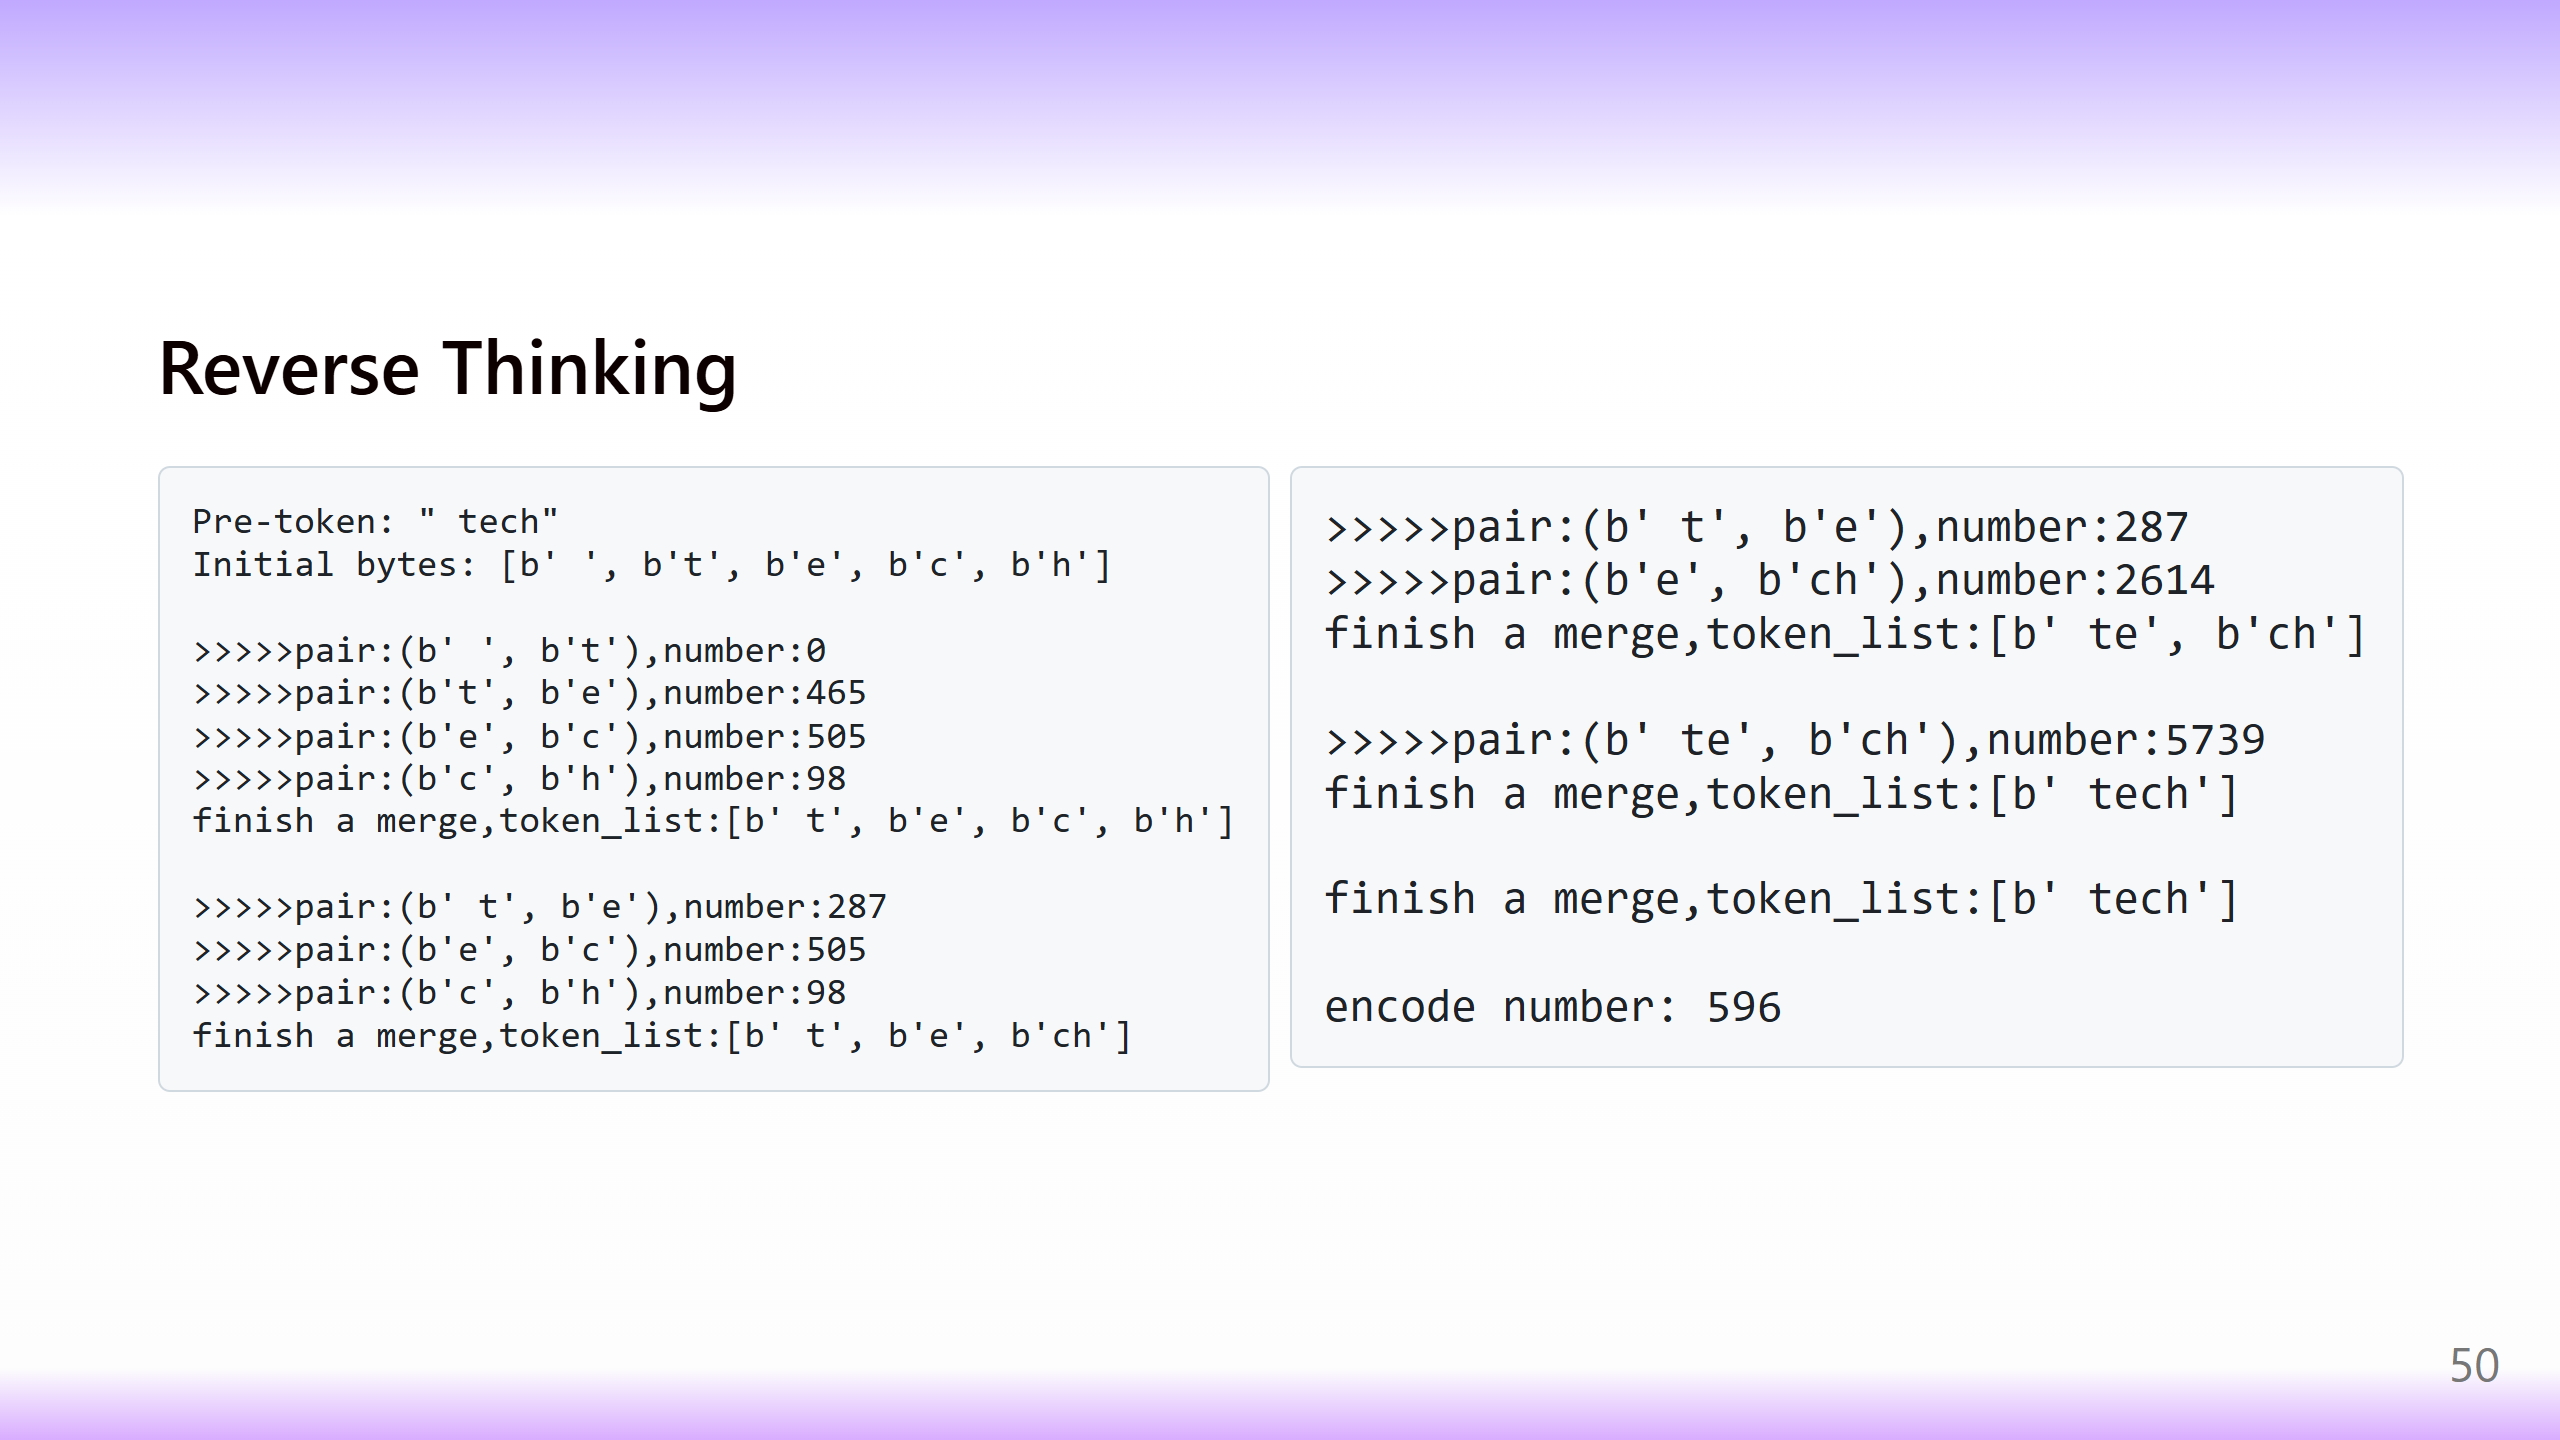 Reverse Thinking
Pre-token: " tech"
Initial bytes: [b' ', b't', b'e', b'c', b'h']
>>>>>pair:(b' ', b't'),number:0
>>>>>pair:(b't', b'e'),number:465
>>>>>pair:(b'e', b'c'),number:505
>>>>>pair:(b'c', b'h'),number:98
finish a merge,token_list:[b' t', b'e', b'c', b'h']
>>>>>pair:(b' t', b'e'),number:287
>>>>>pair:(b'e', b'c'),number:505
>>>>>pair:(b'c', b'h'),number:98
finish a merge,token_list:[b' t', b'e', b'ch']
>>>>>pair:(b' t', b'e'),number:287
>>>>>pair:(b'e', b'ch'),number:2614
finish a merge,token_list:[b' te', b'ch']
>>>>>pair:(b' te', b'ch'),number:5739
finish a merge,token_list:[b' tech']
finish a merge,token_list:[b' tech']
encode number: 596
50